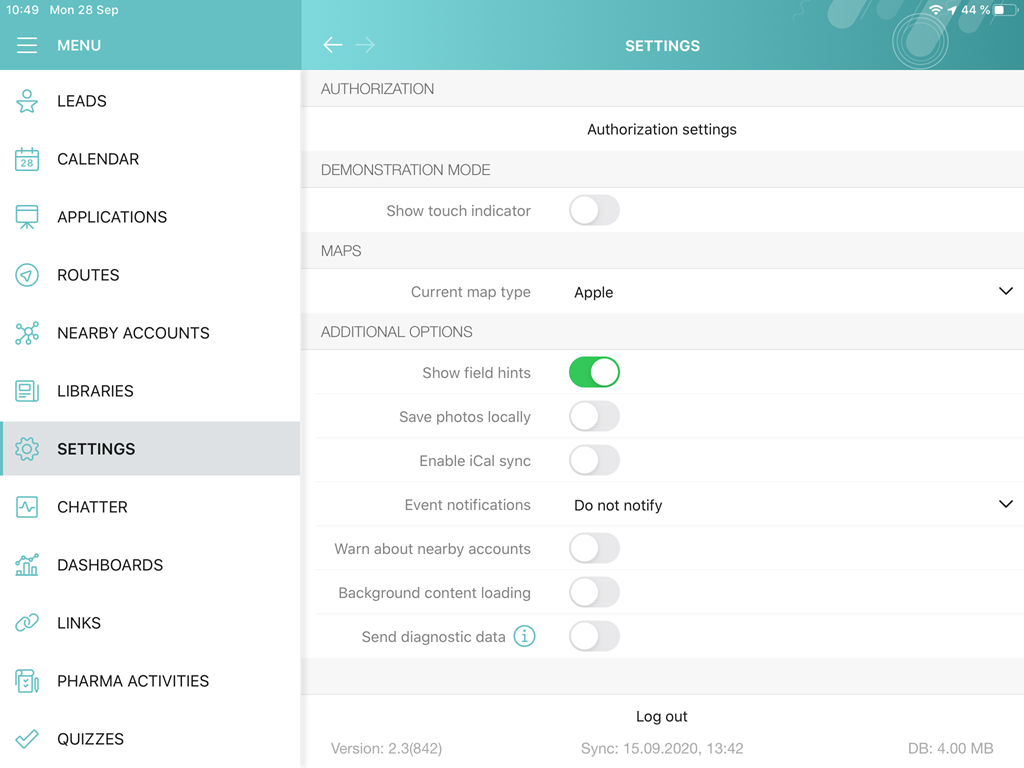 10:49 Mon 28 Sep
44 %
MENU
SETTINGS
LEADS
28
CALENDAR
APPLICATIONS
ROUTES
NEARBY ACCOUNTS
LIBRARIES
SETTINGS
CHATTER
DASHBOARDS
LINKS
PHARMA ACTIVITIES
QUIZZES
AUTHORIZATION
Authorization settings
DEMONSTRATION MODE
Show touch indicator
MAPS
Current map type Apple
ADDITIONAL OPTIONS
Show field hints
Save photos locally
Enable iCal sync
Event notifications Do not notify
Warn about nearby accounts
Background content loading
Send diagnostic data i
Log out
Version: 2.3(842) Sync: 15.09.2020, 13:42 DB: 4.00 MB